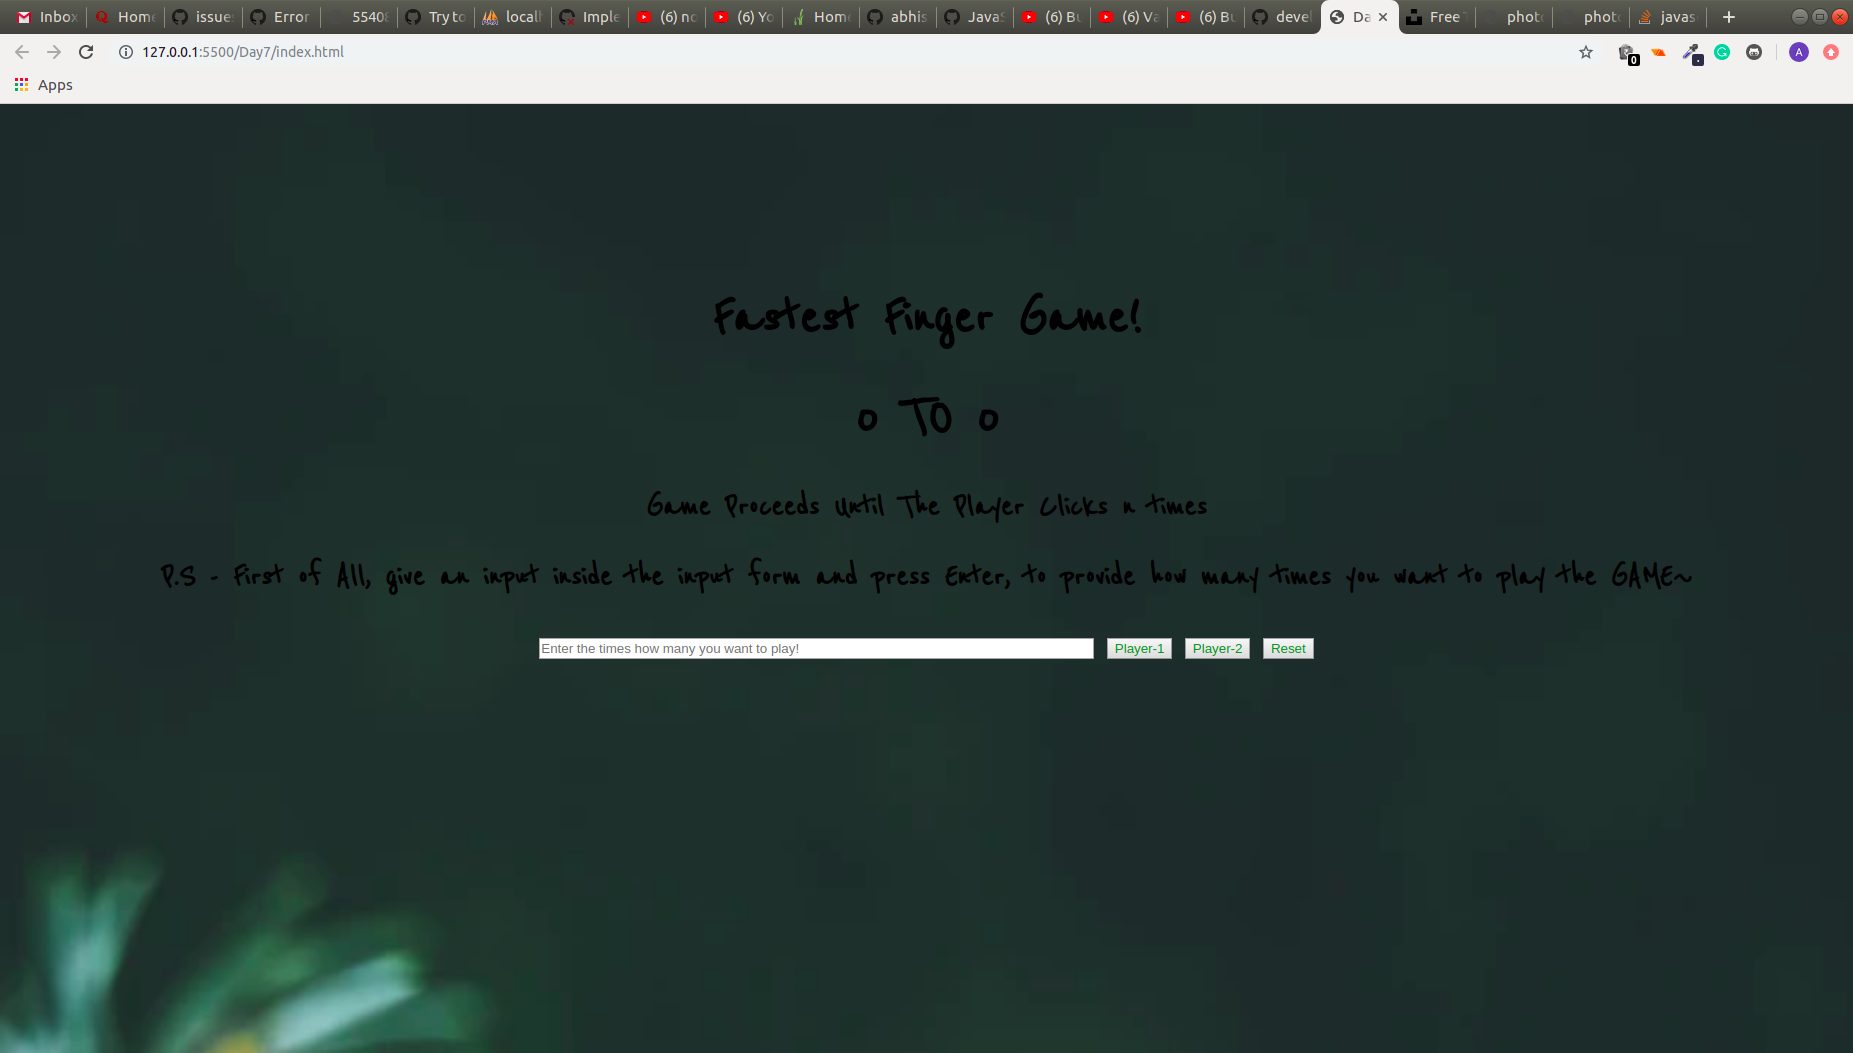 Inbox
Home
issue
Error
5540
Try to
local
Imple
(6) no
(6) Yo
Home
abhis
JavaS
(6) Bu
(6) Va
(6) Bu
devel
Da
Free
photo
photo
javas
127.0.0.1:5500/Day7/index.html
0
A
Apps
Fastest Finger Game!
0 TO 0
Game Proceeds Until The Player Clicks n times
P.S - First of All, give an input inside the input form and press Enter, to provide how many times you want to play the GAME~
Enter the times how many you want to play!
Player-1
Player-2
Reset